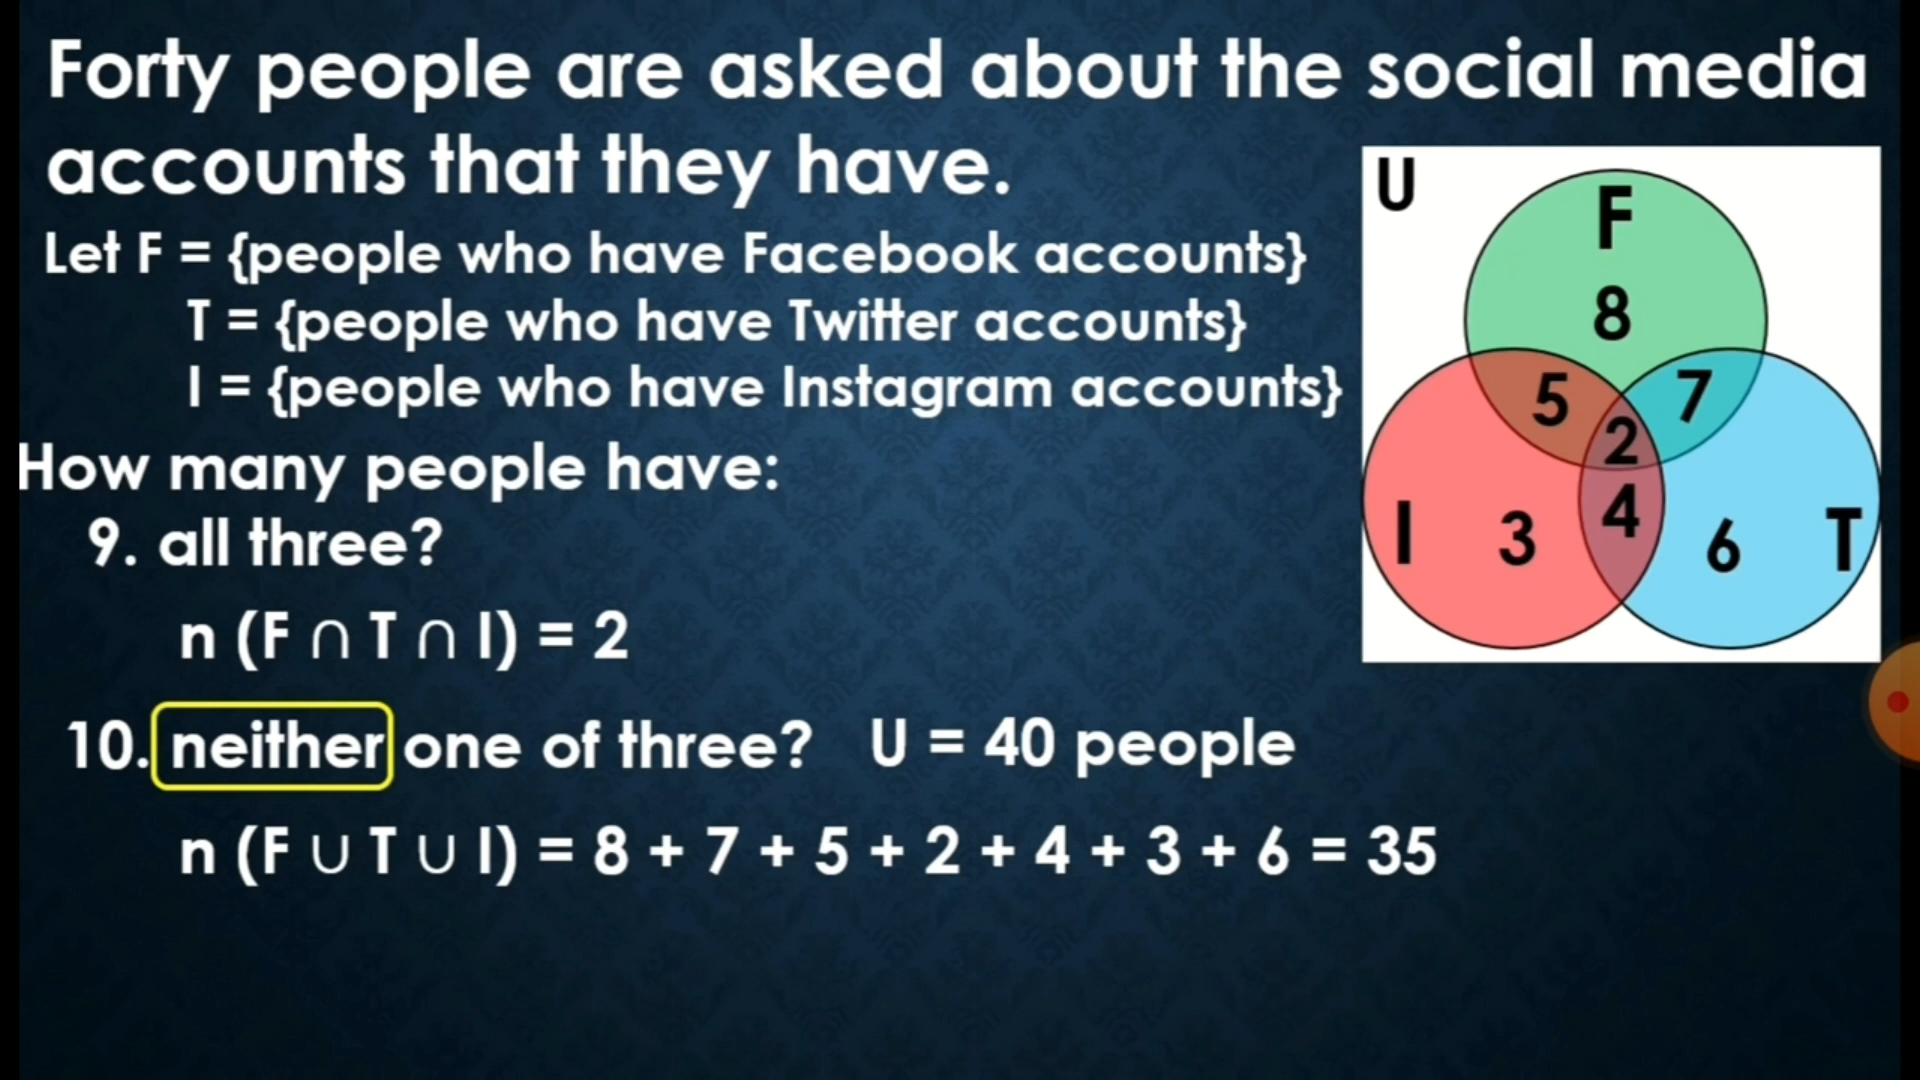 Forty people are asked about the social media
accounts that they have.
Let F = {people who have Facebook accounts}
T = {people who have Twitter accounts}
I = {people who have Instagram accounts}
How many people have:
9. all three?
n (F ∩ T ∩ I) = 2
10. neither one of three? U = 40 people
n (F ∪ T ∪ I) = 8 + 7 + 5 + 2 + 4 + 3 + 6 = 35
U
F
8
5
7
2
4
I
3
6
T